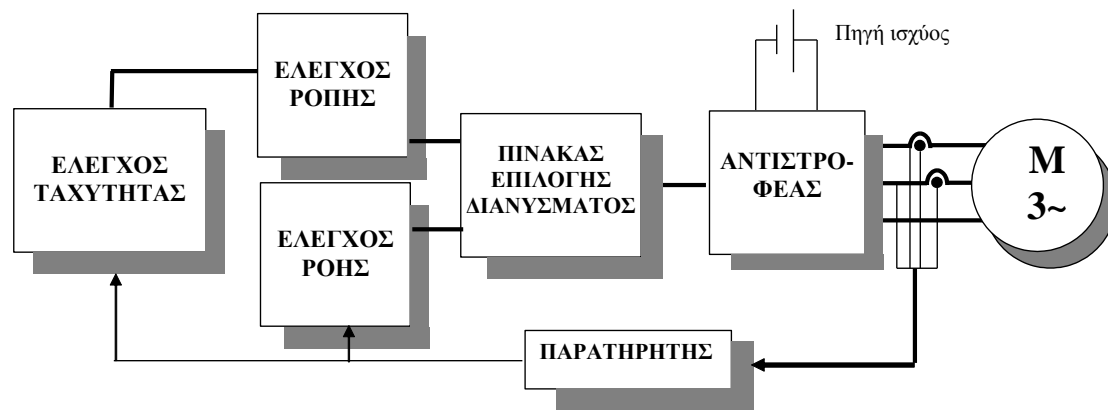 Πηγή ισχύος
ΕΛΕΓΧΟΣ
ΡΟΠΗΣ
ΕΛΕΓΧΟΣ
ΤΑΧΥΤΗΤΑΣ
ΠΙΝΑΚΑΣ
ΕΠΙΛΟΓΗΣ
ΔΙΑΝΥΣΜΑΤΟΣ
ΑΝΤΙΣΤΡΟ-
ΦΕΑΣ
M
3~
ΕΛΕΓΧΟΣ
ΡΟΗΣ
ΠΑΡΑΤΗΡΗΤΗΣ